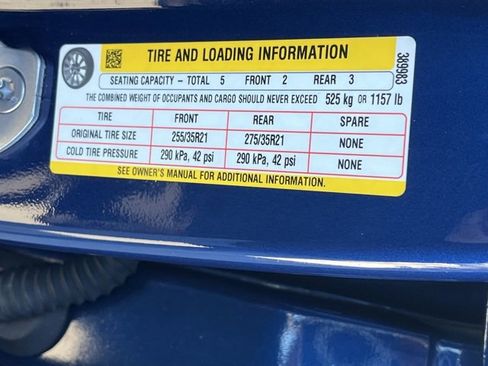 TIRE AND LOADING INFORMATION
389983
SEATING CAPACITY – TOTAL 5 FRONT 2 REAR 3
THE COMBINED WEIGHT OF OCCUPANTS AND CARGO SHOULD NEVER EXCEED 525 kg OR 1157 lb
TIRE FRONT REAR SPARE
ORIGINAL TIRE SIZE 255/35R21 275/35R21 NONE
COLD TIRE PRESSURE 290 kPa, 42 psi 290 kPa, 42 psi NONE
SEE OWNER'S MANUAL FOR ADDITIONAL INFORMATION.